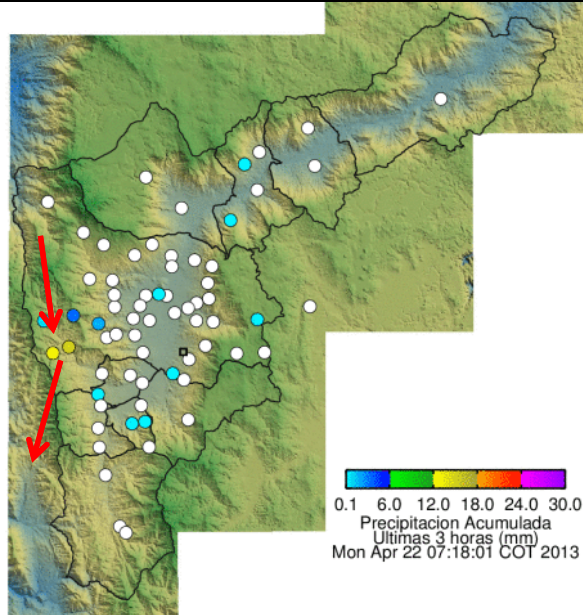 0.1 6.0 12.0 18.0 24.0 30.0
Precipitacion Acumulada
Ultimas 3 horas (mm)
Mon Apr 22 07:18:01 COT 2013